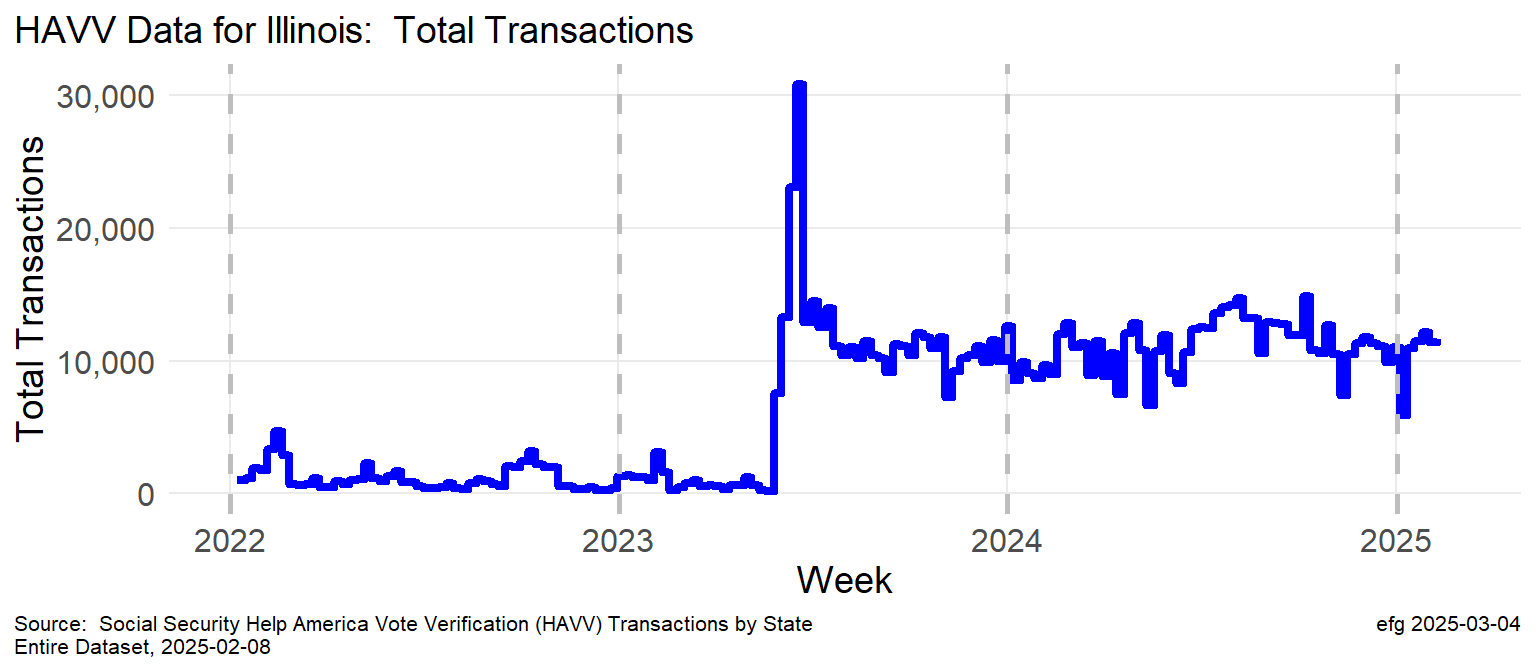 HAVV Data for Illinois:  Total Transactions
30,000
20,000
10,000
0
Total Transactions
2022 2023 2024 2025
Week
Source:  Social Security Help America Vote Verification (HAVV) Transactions by State
Entire Dataset, 2025-02-08
efg 2025-03-04